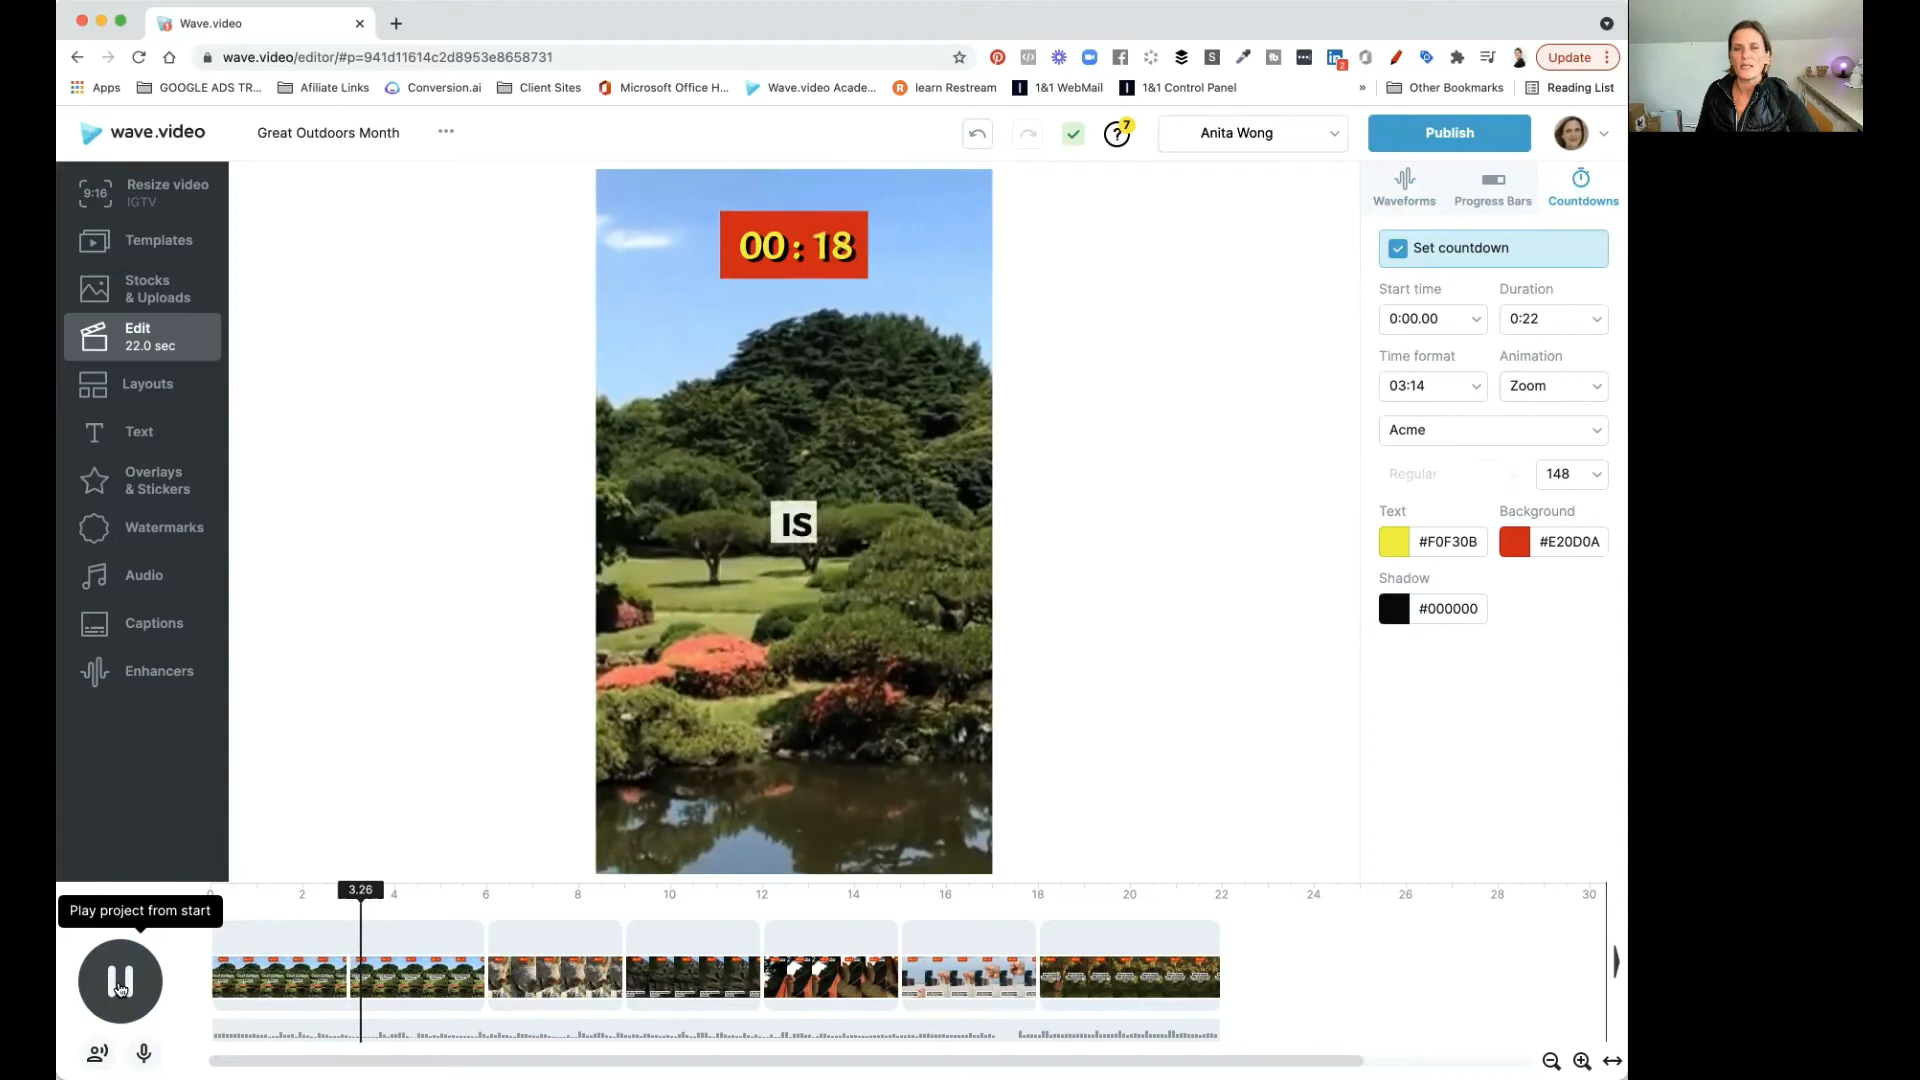 Wave.video
wave.video/editor/#p=941d11614c2d8953e8658731
2
Update
Apps
GOOGLE ADS TR...
Afiliate Links
Conversion.ai
Client Sites
Microsoft Office H...
Wave.video Acade...
learn Restream
1&1 WebMail
1&1 Control Panel
»
Other Bookmarks
Reading List
wave.video
Great Outdoors Month
...
?
7
Anita Wong
Publish
9:16
Resize video
IGTV
Templates
Stocks
& Uploads
Edit
22.0 sec
Layouts
Text
Overlays
& Stickers
Watermarks
Audio
Captions
Enhancers
00:18
IS
Waveforms
Progress Bars
Countdowns
Set countdown
Start time
Duration
0:00.00
0:22
Time format
Animation
03:14
Zoom
Acme
Regular
148
Text
Background
#F0F30B
#E20D0A
Shadow
#000000
0 2 3.26 4 6 8 10 12 14 16 18 20 22 24 26 28 30
Play project from start